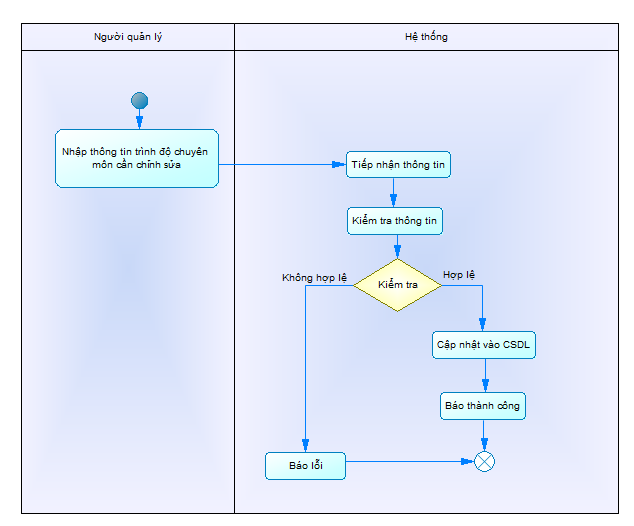 Người quản lý
Hệ thống
Nhập thông tin trình độ chuyên
môn cần chỉnh sửa
Tiếp nhận thông tin
Kiểm tra thông tin
Không hợp lệ
Hợp lệ
Kiểm tra
Cập nhật vào CSDL
Báo thành công
Báo lỗi